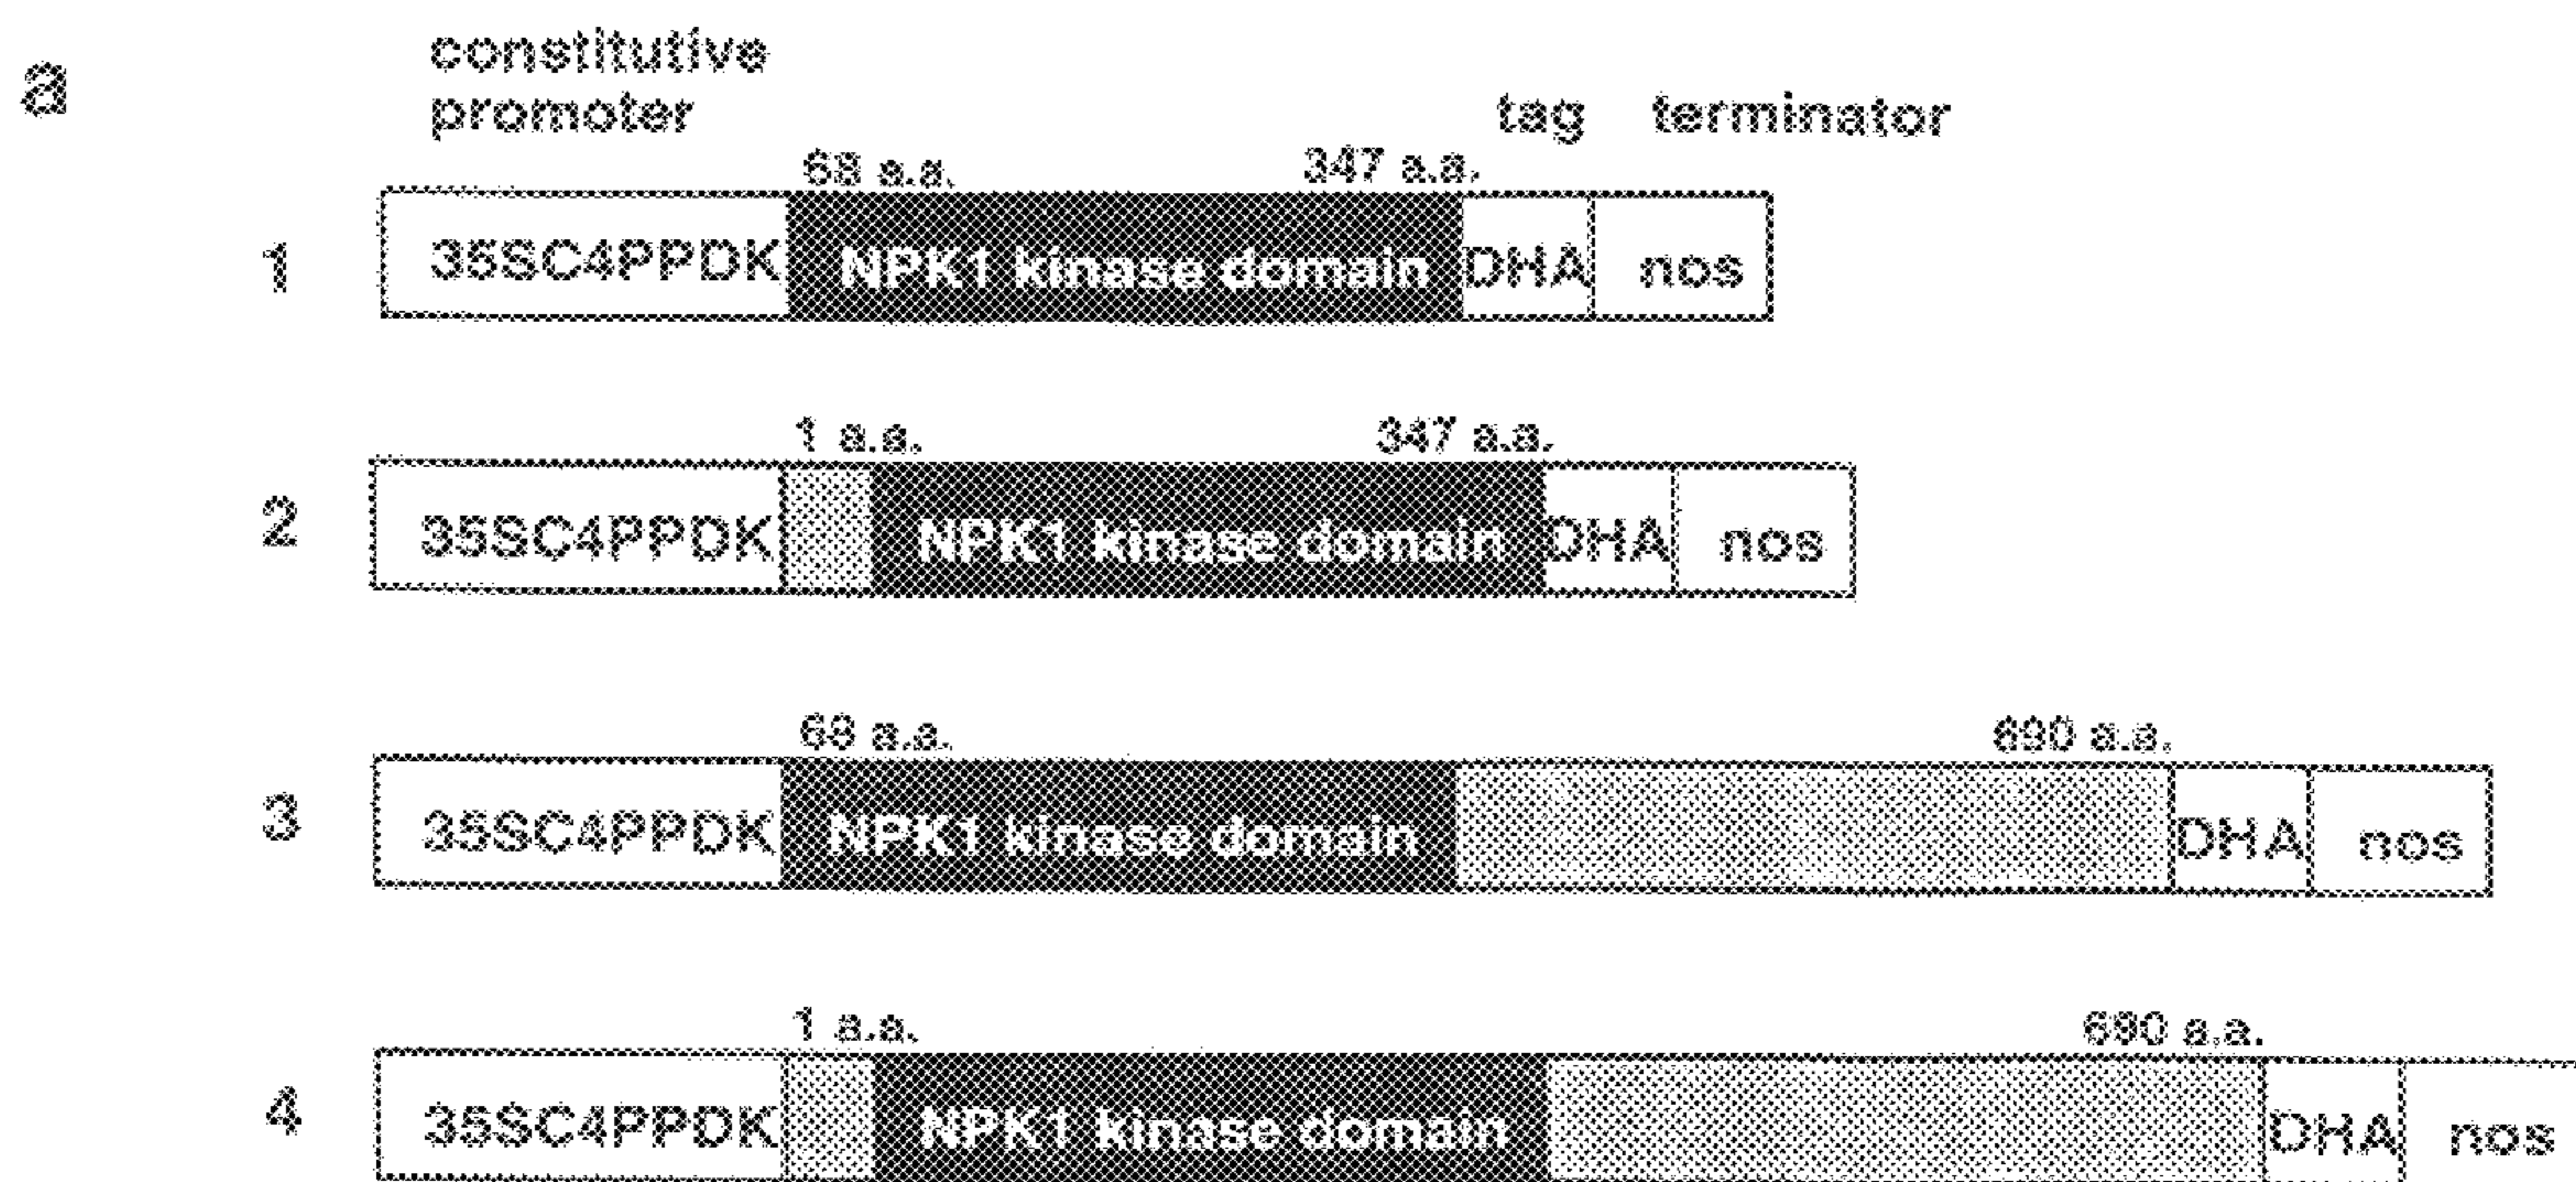 a
constitutive
promoter
tag terminator
68 a.a. 347 a.a.
1 35SC4PPDK NPK1 kinase domain DHA nos
1 a.a. 347 a.a.
2 35SC4PPDK NPK1 kinase domain DHA nos
68 a.a. 690 a.a.
3 35SC4PPDK NPK1 kinase domain DHA nos
1 a.a. 690 a.a.
4 35SC4PPDK NPK1 kinase domain DHA nos